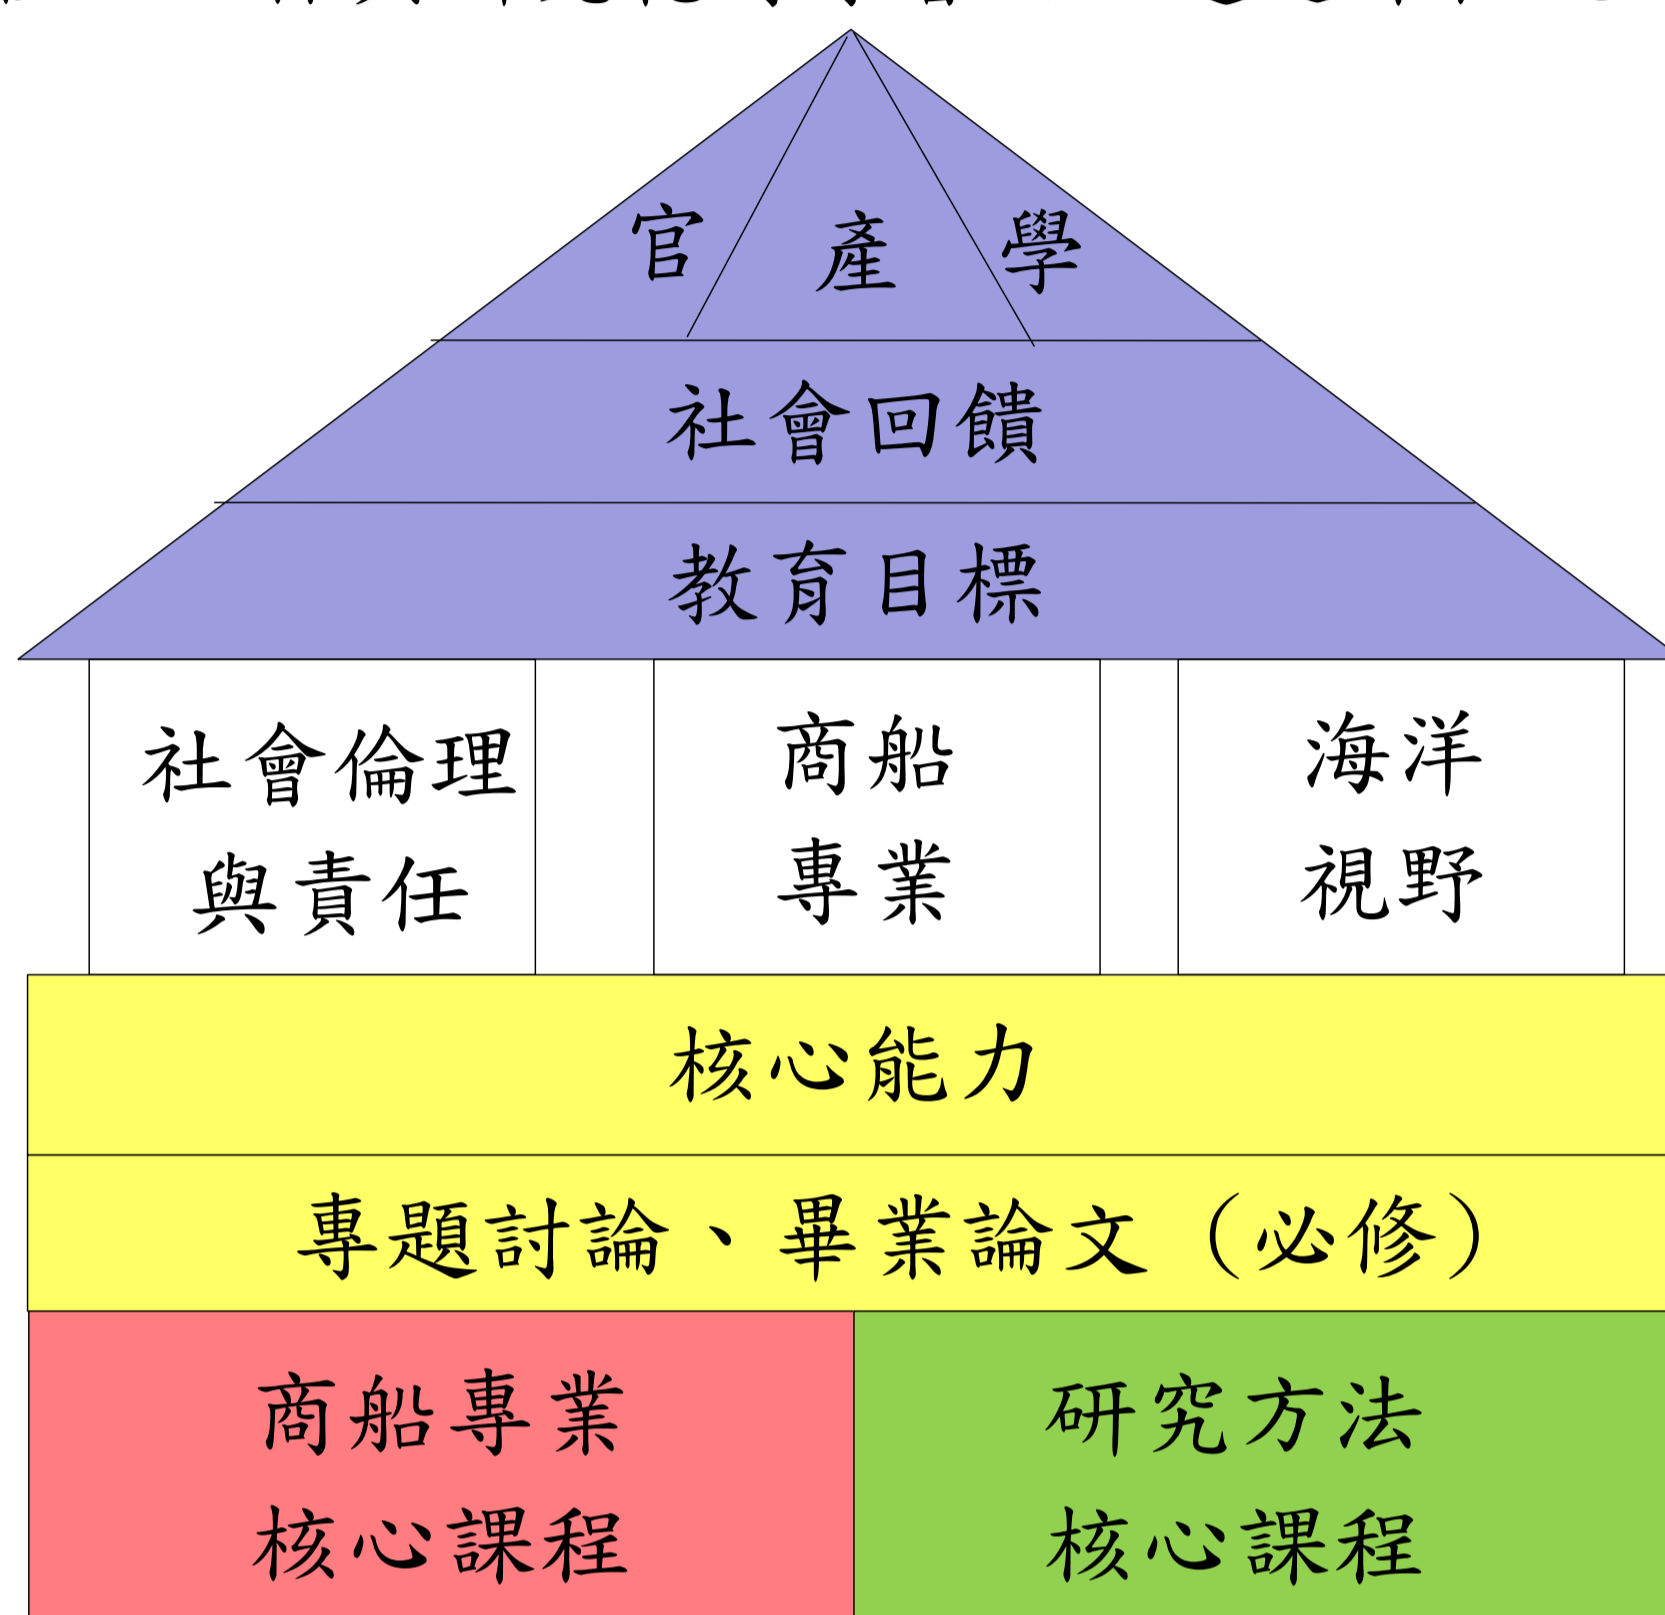 官 產 學
社會回饋
教育目標
社會倫理
與責任
商船
專業
海洋
視野
核心能力
專題討論、畢業論文（必修）
商船專業
核心課程
研究方法
核心課程